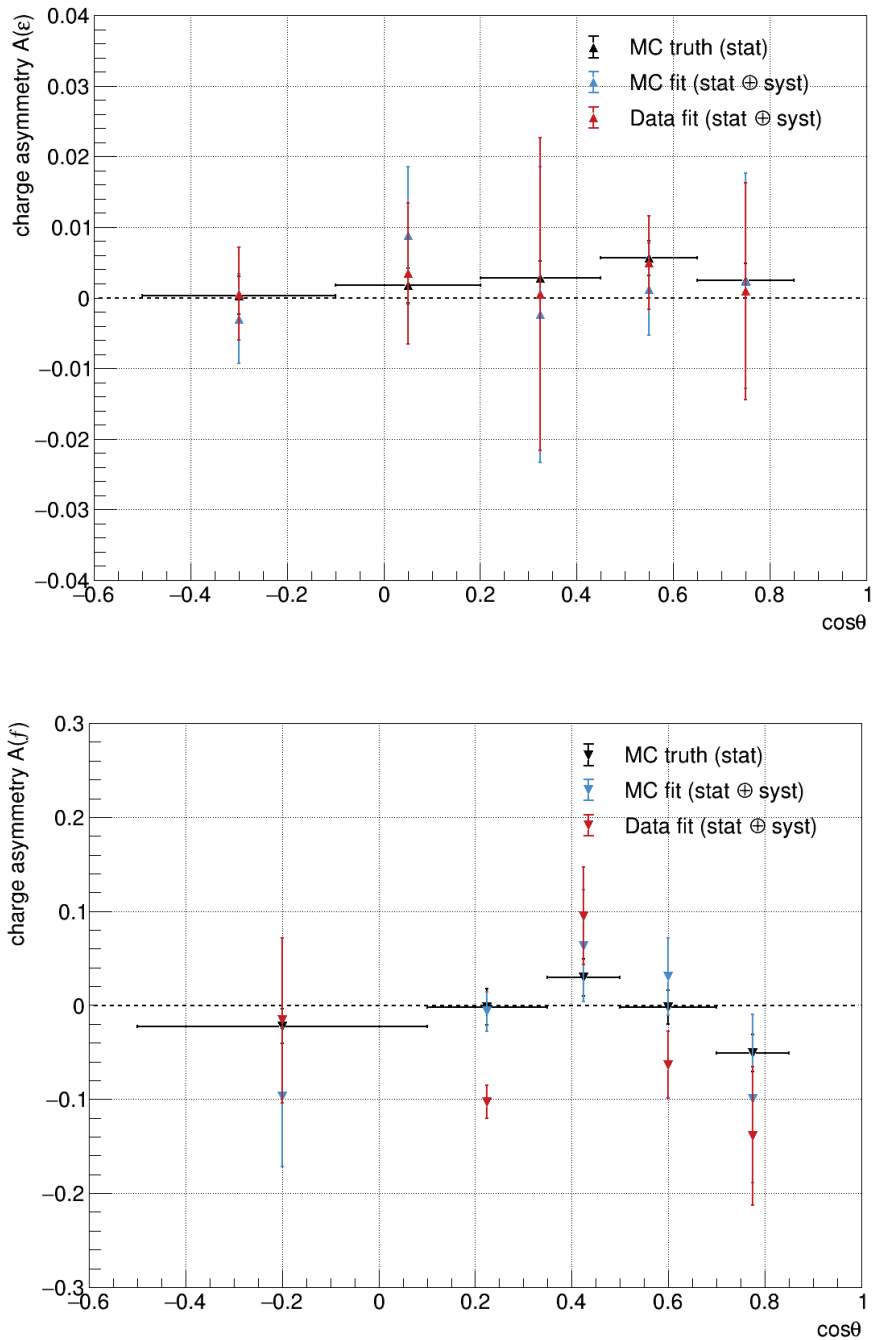 charge asymmetry A(ε)
0.04
0.03
0.02
0.01
0
−0.01
−0.02
−0.03
−0.04
MC truth (stat)
MC fit (stat ⊕ syst)
Data fit (stat ⊕ syst)
−0.6 −0.4 −0.2 0 0.2 0.4 0.6 0.8 1
cosθ
charge asymmetry A(f)
0.3
0.2
0.1
0
−0.1
−0.2
−0.3
MC truth (stat)
MC fit (stat ⊕ syst)
Data fit (stat ⊕ syst)
−0.6 −0.4 −0.2 0 0.2 0.4 0.6 0.8 1
cosθ